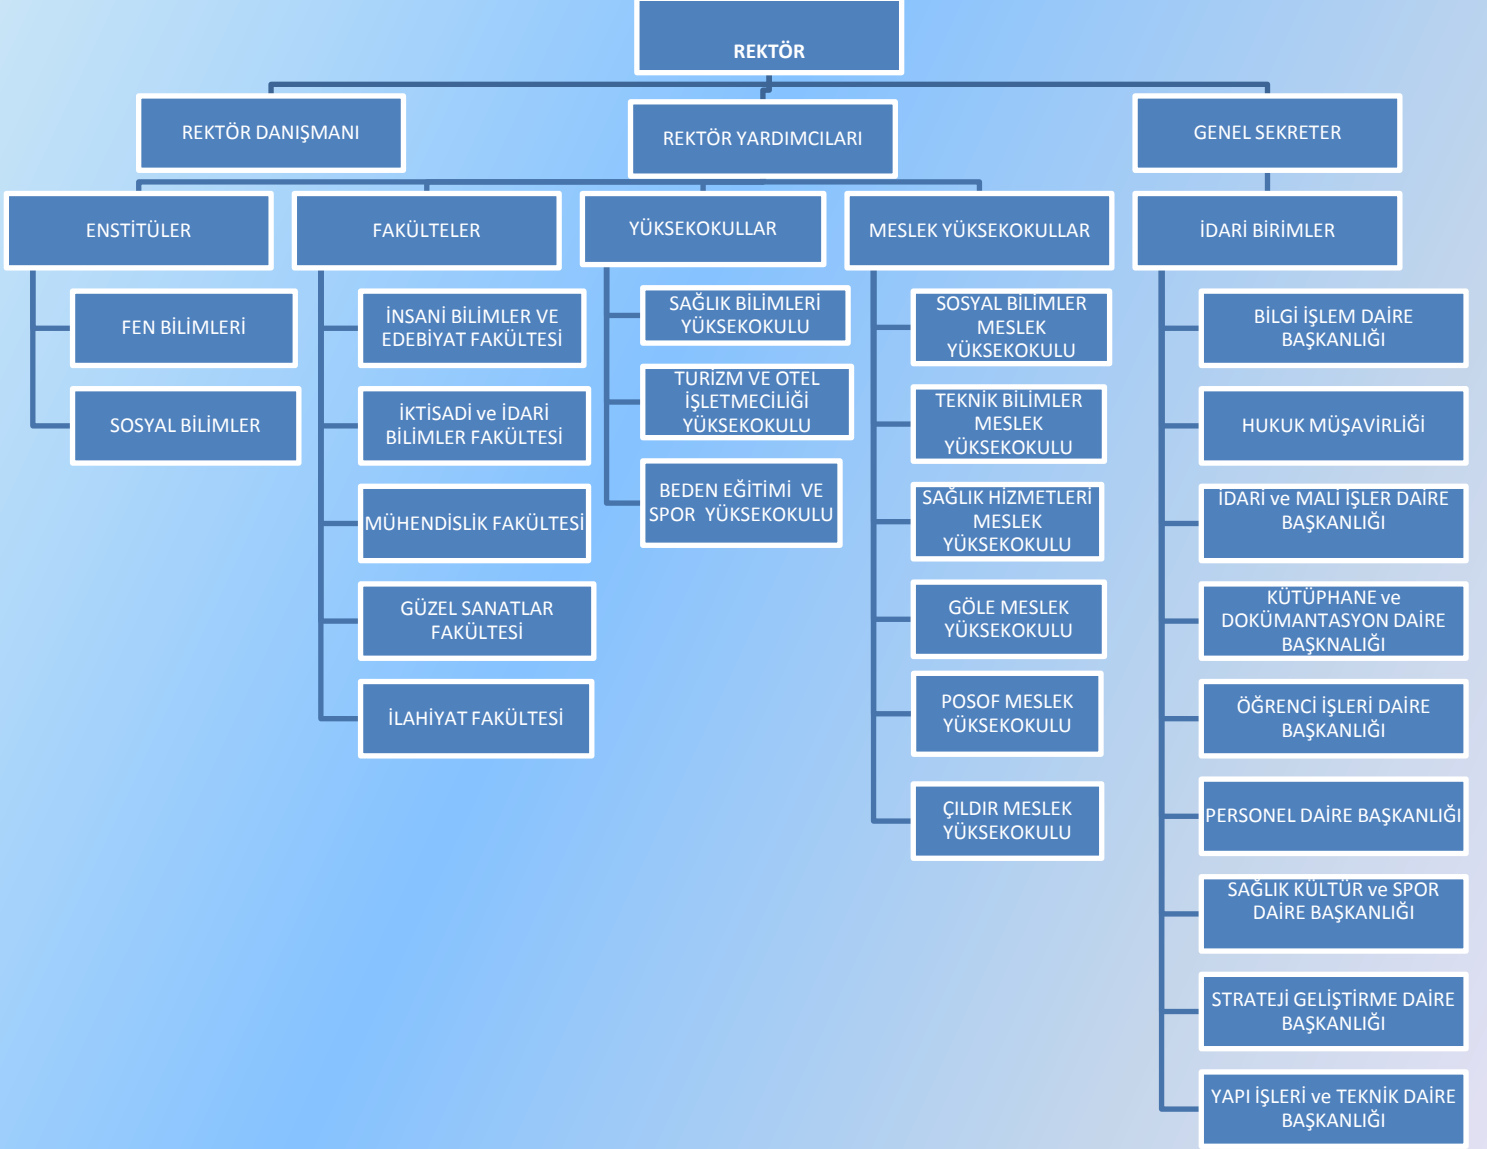 REKTÖR
REKTÖR DANIŞMANI
REKTÖR YARDIMCILARI
GENEL SEKRETER
ENSTİTÜLER
FEN BİLİMLERİ
SOSYAL BİLİMLER
FAKÜLTELER
İNSANİ BİLİMLER VE
EDEBİYAT FAKÜLTESİ
İKTİSADİ ve İDARİ
BİLİMLER FAKÜLTESİ
MÜHENDİSLİK FAKÜLTESİ
GÜZEL SANATLAR
FAKÜLTESİ
İLAHİYAT FAKÜLTESİ
YÜKSEKOKULLAR
SAĞLIK BİLİMLERİ
YÜKSEKOKULU
TURİZM VE OTEL
İŞLETMECİLİĞİ
YÜKSEKOKULU
BEDEN EĞİTİMİ VE
SPOR YÜKSEKOKULU
MESLEK YÜKSEKOKULLAR
SOSYAL BİLİMLER
MESLEK
YÜKSEKOKULU
TEKNİK BİLİMLER
MESLEK
YÜKSEKOKULU
SAĞLIK HİZMETLERİ
MESLEK
YÜKSEKOKULU
GÖLE MESLEK
YÜKSEKOKULU
POSOF MESLEK
YÜKSEKOKULU
ÇILDIR MESLEK
YÜKSEKOKULU
İDARİ BİRİMLER
BİLGİ İŞLEM DAİRE
BAŞKANLIĞI
HUKUK MÜŞAVİRLİĞİ
İDARİ ve MALİ İŞLER DAİRE
BAŞKANLIĞI
KÜTÜPHANE ve
DOKÜMANTASYON DAİRE
BAŞKNALIĞI
ÖĞRENCİ İŞLERİ DAİRE
BAŞKANLIĞI
PERSONEL DAİRE BAŞKANLIĞI
SAĞLIK KÜLTÜR ve SPOR
DAİRE BAŞKANLIĞI
STRATEJİ GELİŞTİRME DAİRE
BAŞKANLIĞI
YAPI İŞLERİ ve TEKNİK DAİRE
BAŞKANLIĞI